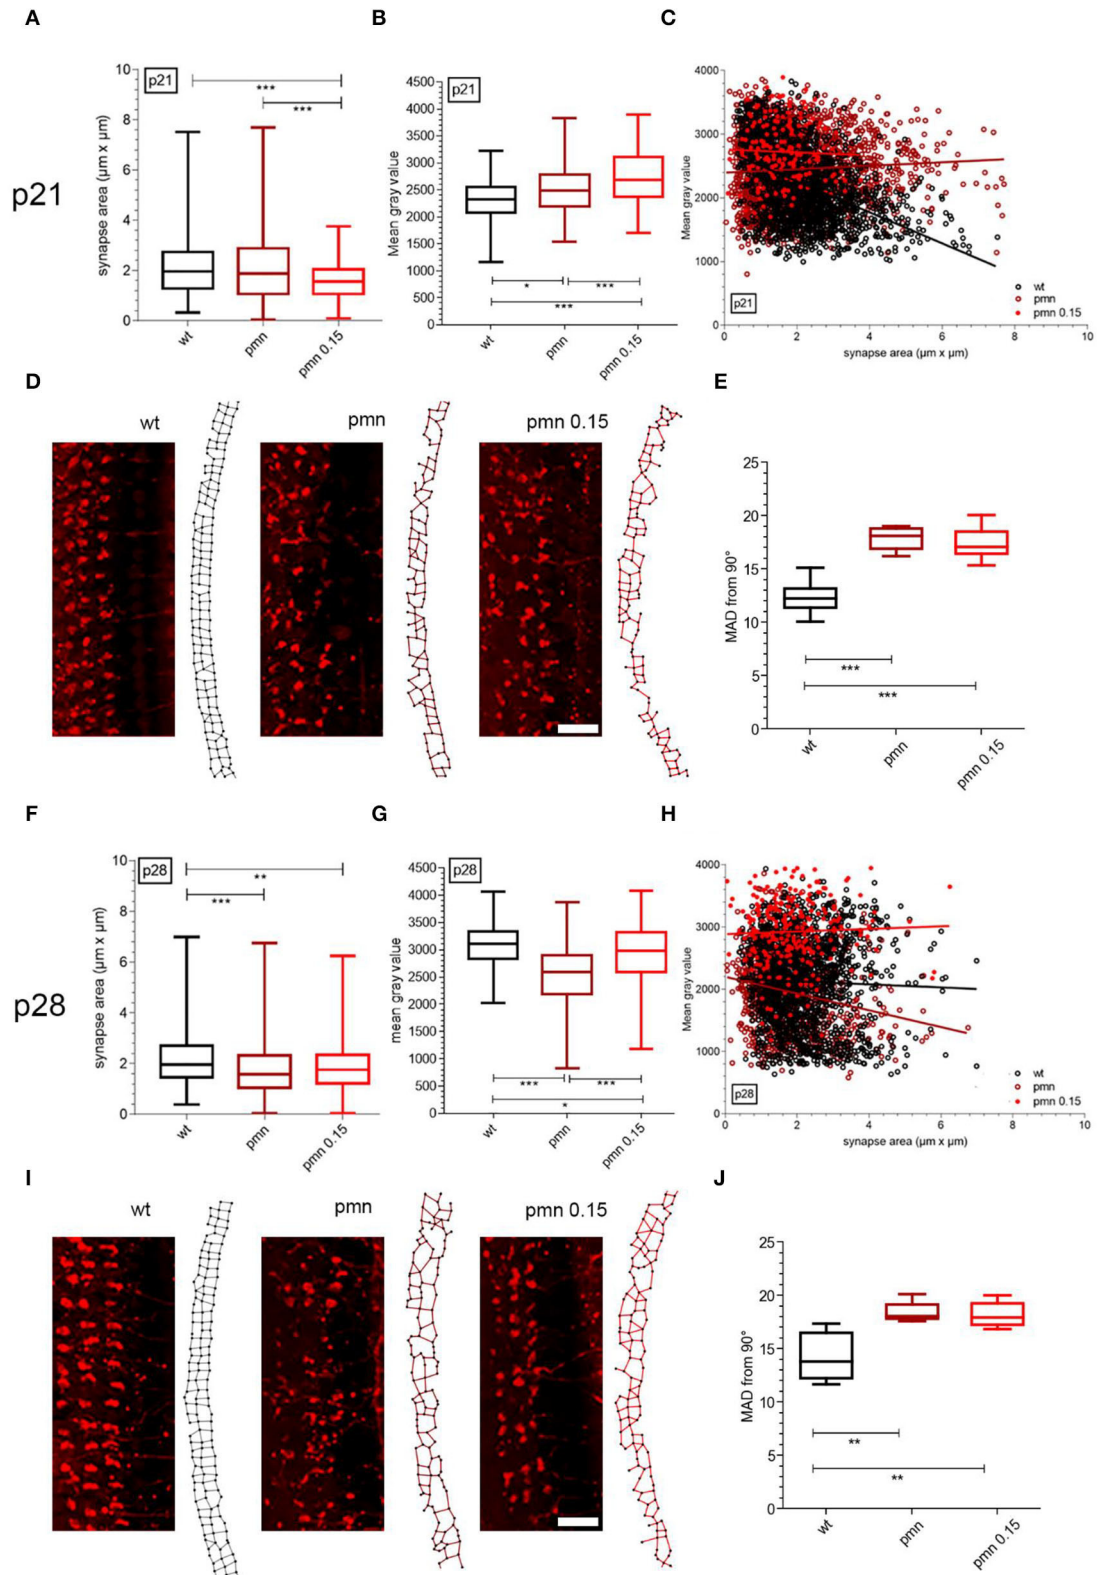 A
B
C
p21
synapse area (µm x µm)
10
8
6
4
2
0
p21
***
***
wt
pmn
pmn 0.15
Mean gray value
4500
4000
3500
3000
2500
2000
1500
1000
500
0
p21
*
***
***
wt
pmn
pmn 0.15
Mean gray value
4000
3000
2000
1000
0
p21
wt
pmn
pmn 0.15
0
2
4
6
8
10
synapse area (µm x µm)
D
E
wt
pmn
pmn 0.15
MAD from 90°
25
20
15
10
5
0
***
***
wt
pmn
pmn 0.15
F
G
H
p28
synapse area (µm x µm)
10
8
6
4
2
0
p28
**
***
wt
pmn
pmn 0.15
mean gray value
4500
4000
3500
3000
2500
2000
1500
1000
500
0
p28
***
***
*
wt
pmn
pmn 0.15
Mean gray value
4000
3000
2000
1000
0
p28
wt
pmn
pmn 0.15
0
2
4
6
8
10
synapse area (µm x µm)
I
J
wt
pmn
pmn 0.15
MAD from 90°
25
20
15
10
5
0
**
**
wt
pmn
pmn 0.15